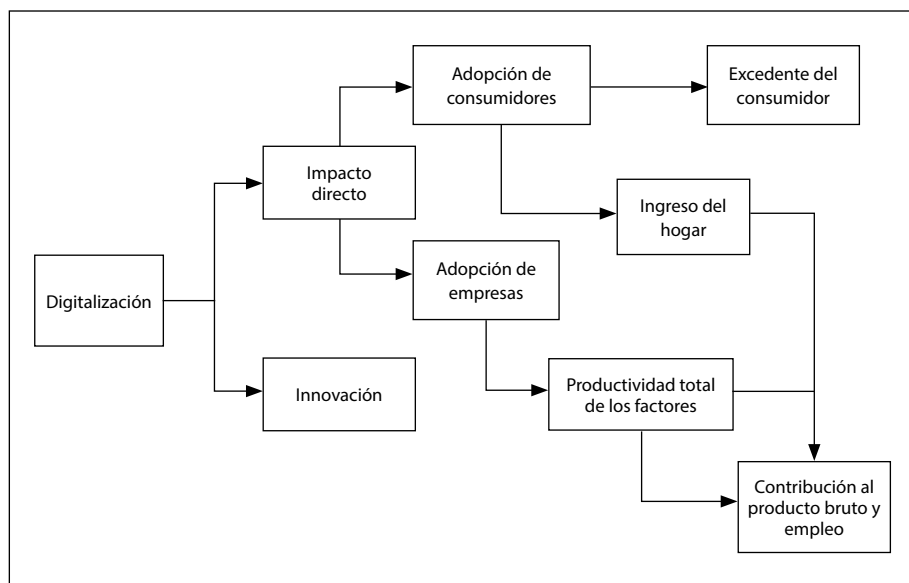 Adopción de
consumidores
Excedente del
consumidor
Impacto
directo
Ingreso del
hogar
Adopción de
empresas
Digitalización
Innovación
Productividad total
de los factores
Contribución al
producto bruto y
empleo